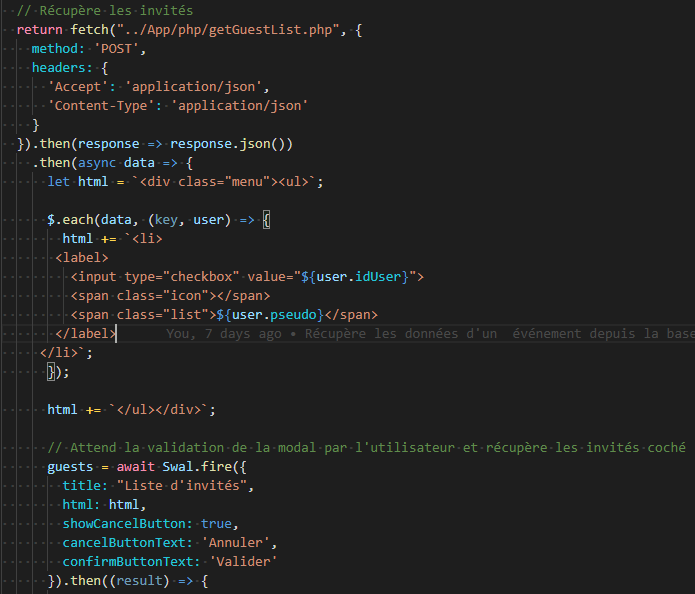 // Récupère les invités
return fetch("../App/php/getGuestList.php", {
method: 'POST',
headers: {
'Accept': 'application/json',
'Content-Type': 'application/json'
}
}).then(response => response.json())
.then(async data => {
let html = `<div class="menu"><ul>`;
$.each(data, (key, user) => {
html += `<li>
<label>
<input type="checkbox" value="${user.idUser}">
<span class="icon"></span>
<span class="list">${user.pseudo}</span>
</label> You, 7 days ago • Récupère les données d'un événement depuis la base
</li>`;
});
html += `</ul></div>`;
// Attend la validation de la modal par l'utilisateur et récupère les invités coché
guests = await Swal.fire({
title: "Liste d'invités",
html: html,
showCancelButton: true,
cancelButtonText: 'Annuler',
confirmButtonText: 'Valider'
}).then((result) => {